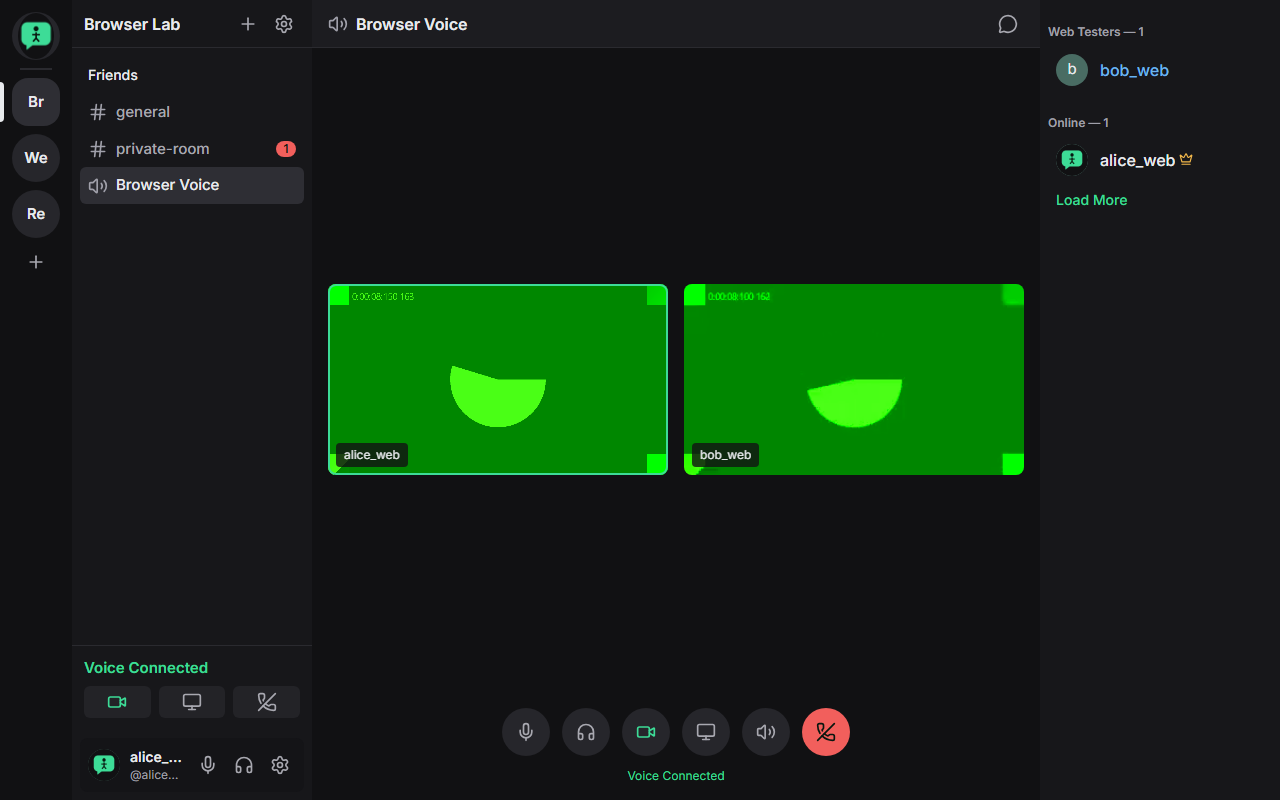 Browser Lab
Browser Voice
Br
We
Re
Friends
general
private-room 1
Browser Voice
alice_web
bob_web
Voice Connected
alice_...
@alice...
Voice Connected
Web Testers — 1
b bob_web
Online — 1
alice_web
Load More